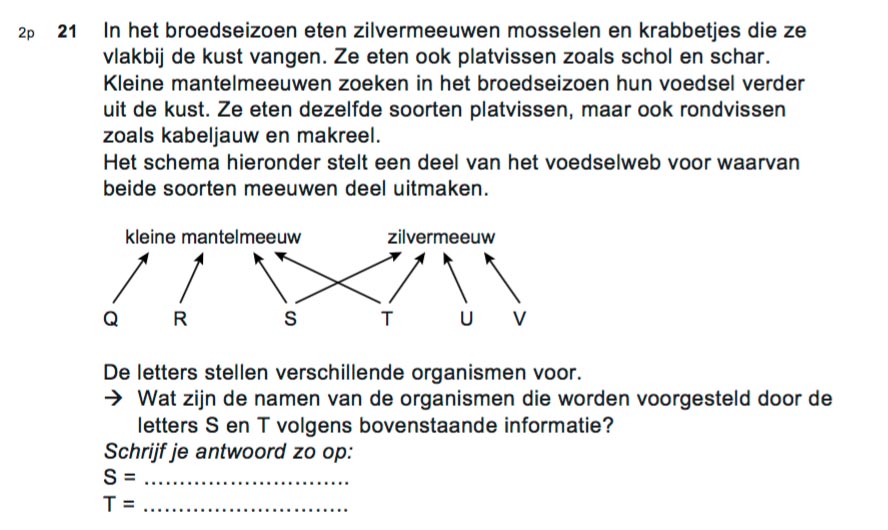 2p 21 In het broedseizoen eten zilvermeeuwen mosselen en krabbetjes die ze
vlakbij de kust vangen. Ze eten ook platvissen zoals schol en schar.
Kleine mantelmeeuwen zoeken in het broedseizoen hun voedsel verder
uit de kust. Ze eten dezelfde soorten platvissen, maar ook rondvissen
zoals kabeljauw en makreel.
Het schema hieronder stelt een deel van het voedselweb voor waarvan
beide soorten meeuwen deel uitmaken.
kleine mantelmeeuw zilvermeeuw
Q R S T U V
De letters stellen verschillende organismen voor.
→ Wat zijn de namen van de organismen die worden voorgesteld door de
letters S en T volgens bovenstaande informatie?
Schrijf je antwoord zo op:
S = .............................
T = .............................